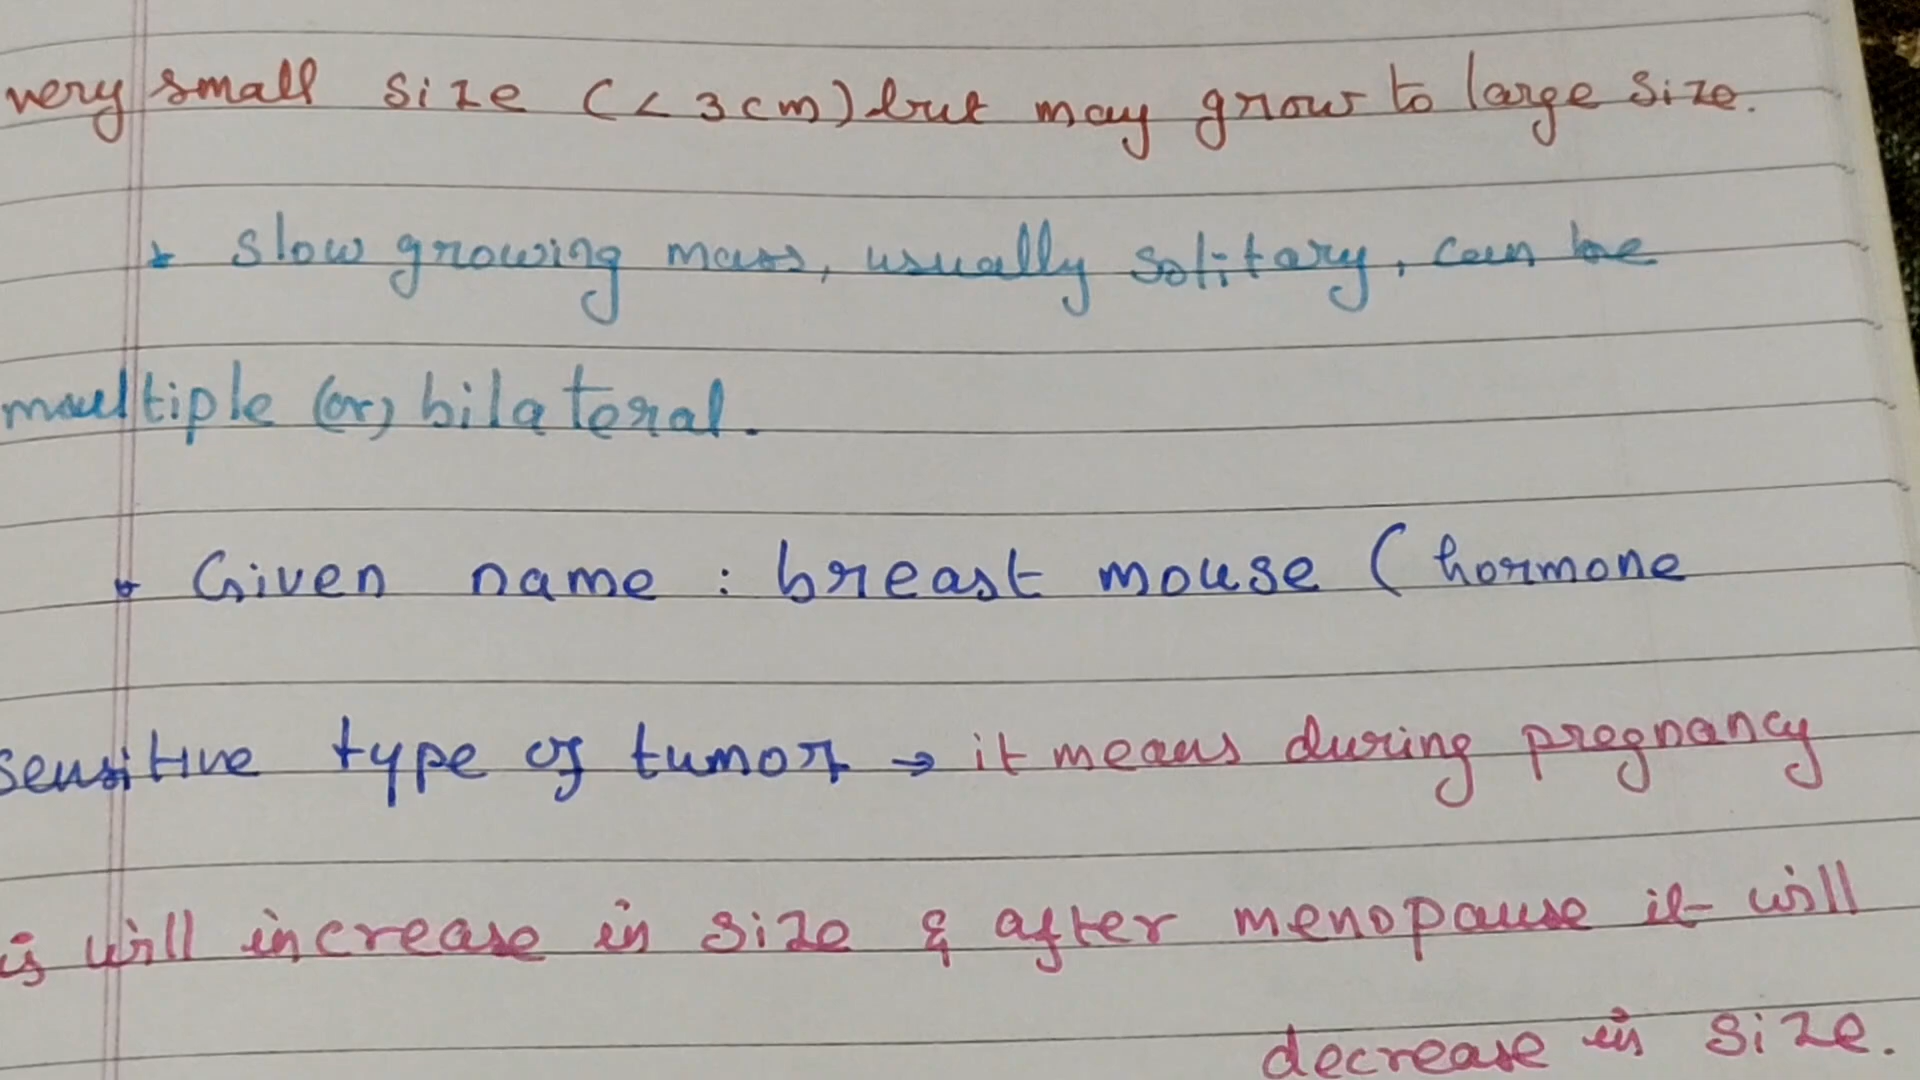 very small size (< 3cm) but may grow to large size.
* slow growing mass, usually solitary, can be
multiple (or) bilateral.
* Given name : breast mouse (hormone
sensitive type of tumor → it means during pregnancy
is will increase in size & after menopause it will
decrease in size.